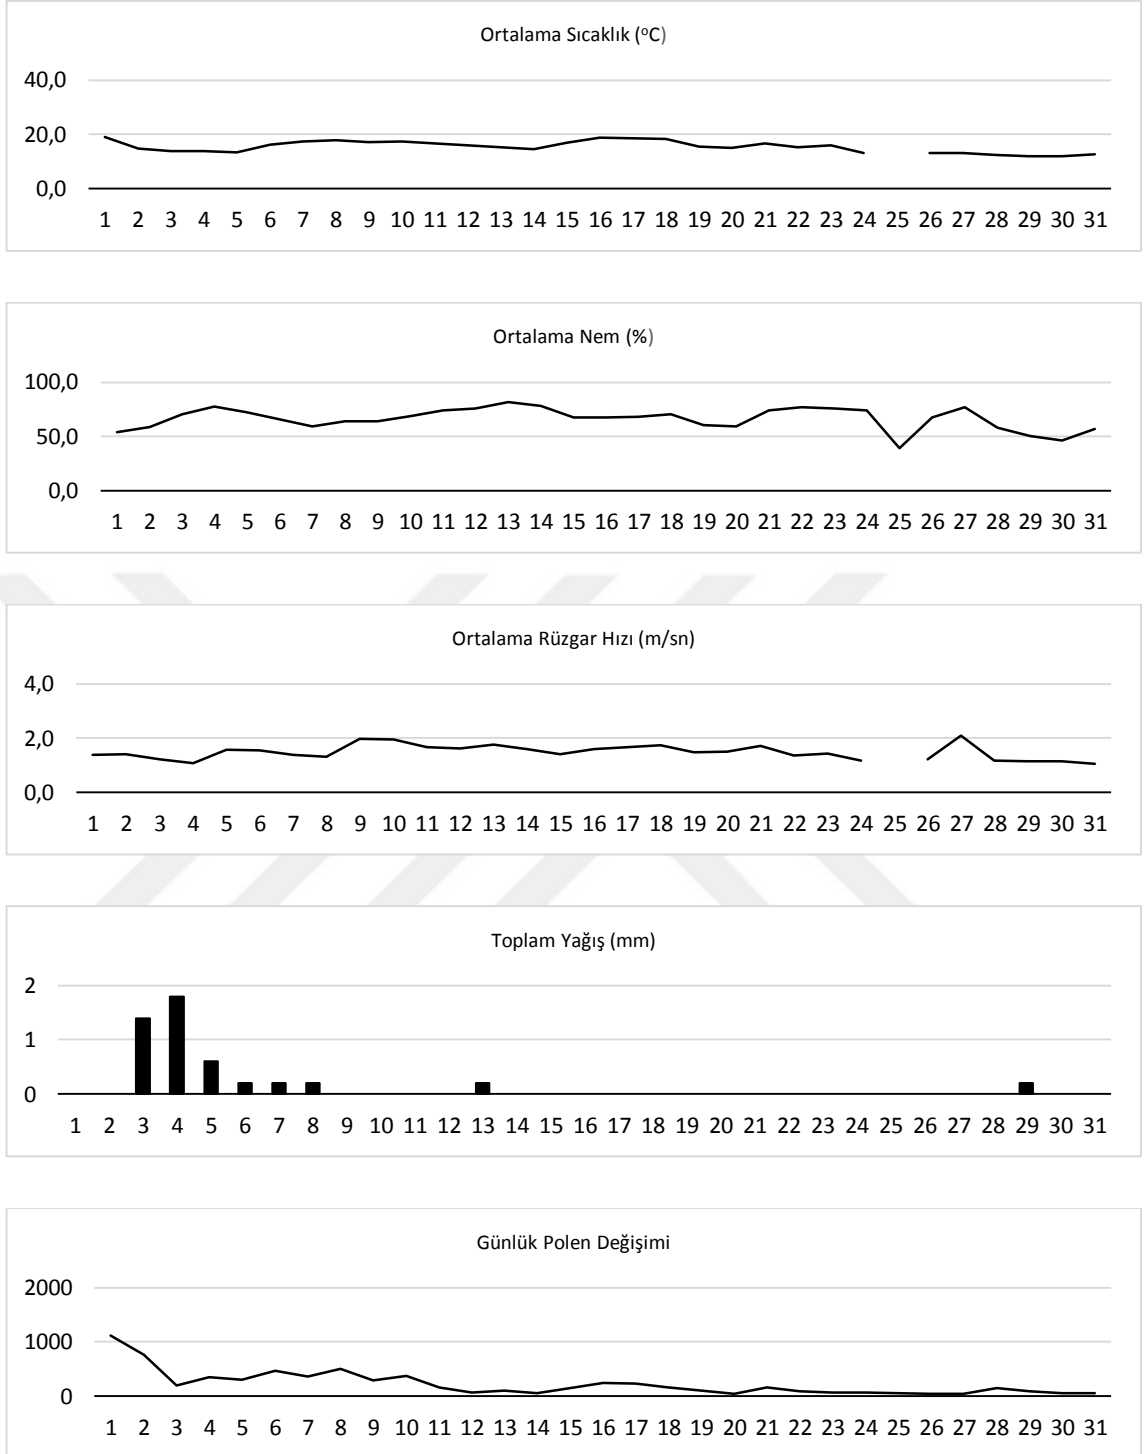 Ortalama Sıcaklık (°C)
40,0
20,0
0,0
1 2 3 4 5 6 7 8 9 10 11 12 13 14 15 16 17 18 19 20 21 22 23 24 25 26 27 28 29 30 31
Ortalama Nem (%)
100,0
50,0
0,0
1 2 3 4 5 6 7 8 9 10 11 12 13 14 15 16 17 18 19 20 21 22 23 24 25 26 27 28 29 30 31
Ortalama Rüzgar Hızı (m/sn)
4,0
2,0
0,0
1 2 3 4 5 6 7 8 9 10 11 12 13 14 15 16 17 18 19 20 21 22 23 24 25 26 27 28 29 30 31
Toplam Yağış (mm)
2
1
0
1 2 3 4 5 6 7 8 9 10 11 12 13 14 15 16 17 18 19 20 21 22 23 24 25 26 27 28 29 30 31
Günlük Polen Değişimi
2000
1000
0
1 2 3 4 5 6 7 8 9 10 11 12 13 14 15 16 17 18 19 20 21 22 23 24 25 26 27 28 29 30 31